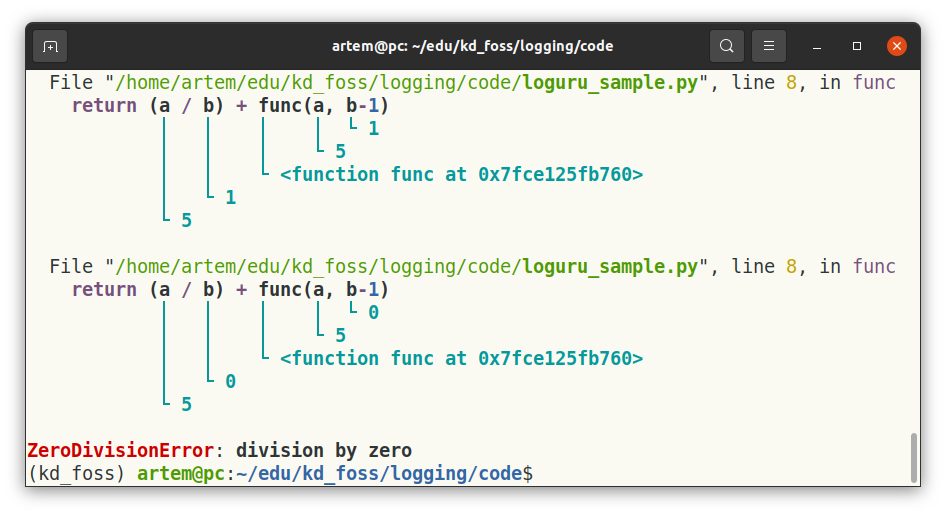 artem@pc: ~/edu/kd_foss/logging/code
File "/home/artem/edu/kd_foss/logging/code/loguru_sample.py", line 8, in func
return (a / b) + func(a, b-1)
1
5
<function func at 0x7fce125fb760>
1
5
File "/home/artem/edu/kd_foss/logging/code/loguru_sample.py", line 8, in func
return (a / b) + func(a, b-1)
0
5
<function func at 0x7fce125fb760>
0
5
ZeroDivisionError: division by zero
(kd_foss) artem@pc:~/edu/kd_foss/logging/code$